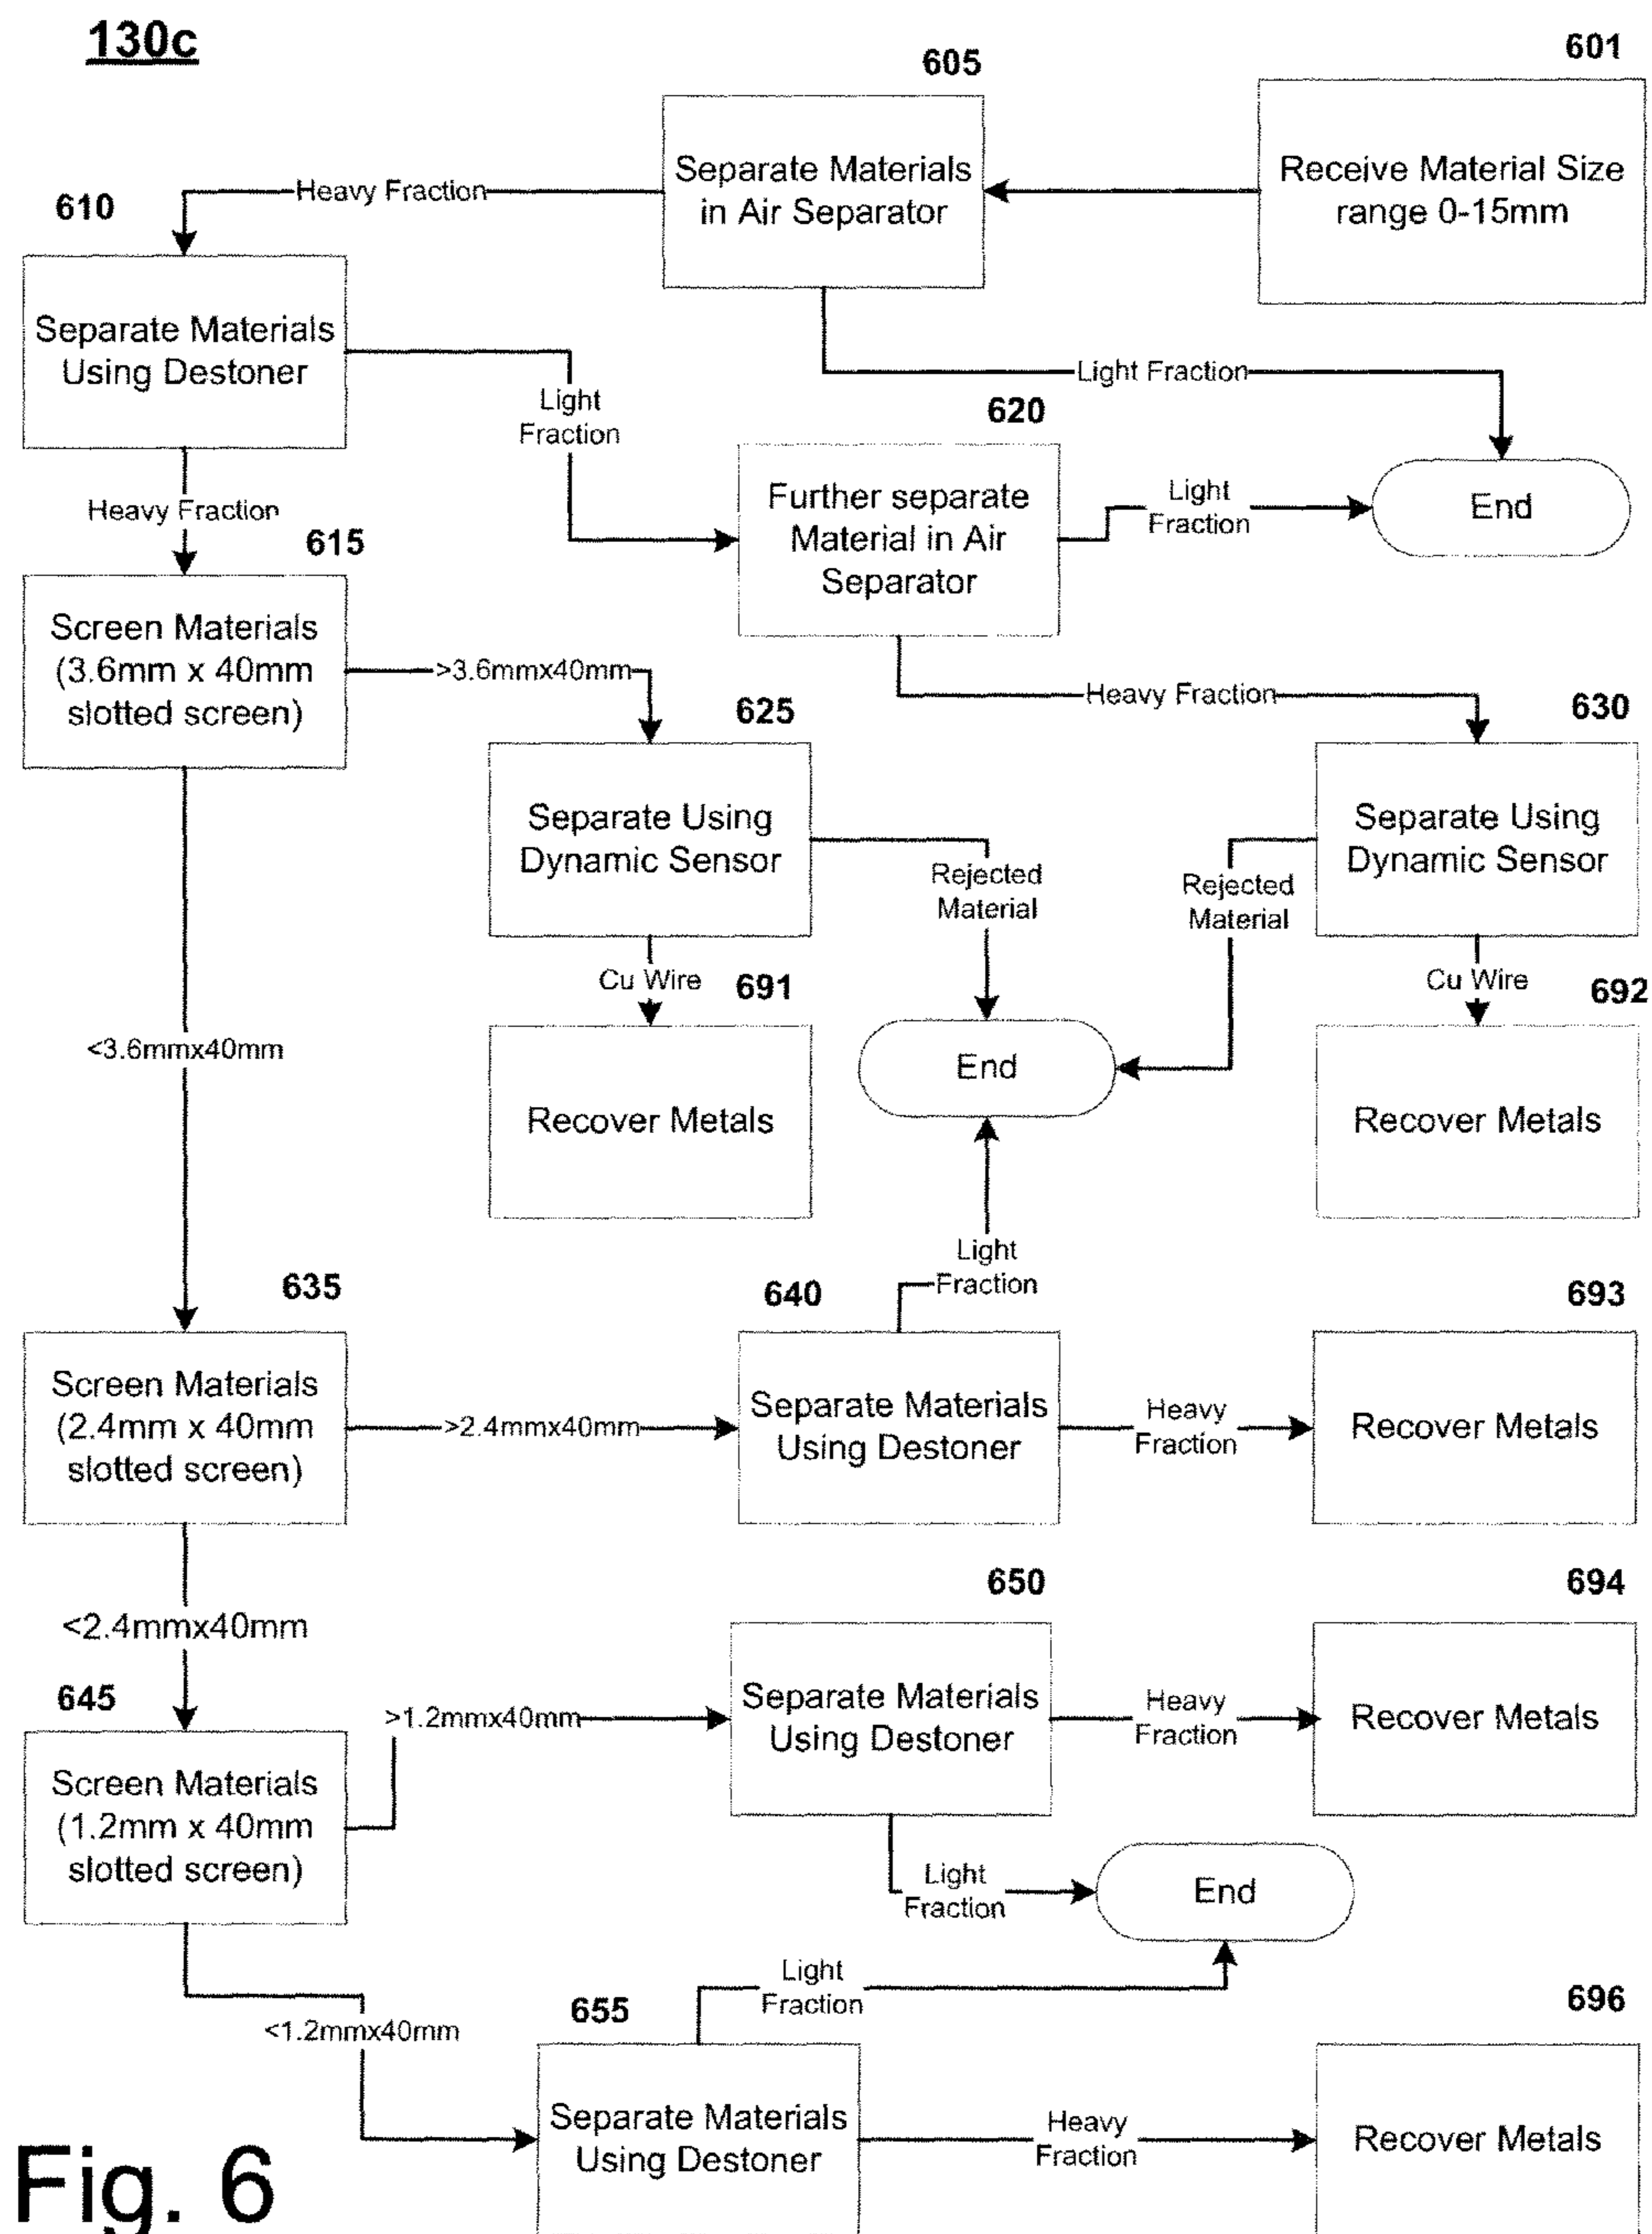 130c
605
601
Separate Materials
in Air Separator
Receive Material Size
range 0-15mm
Heavy Fraction
610
Separate Materials
Using Destoner
Light Fraction
Light
Fraction
620
Further separate
Material in Air
Separator
Light
Fraction
End
Heavy Fraction
615
Screen Materials
(3.6mm x 40mm
slotted screen)
>3.6mmx40mm
Heavy Fraction
625
630
Separate Using
Dynamic Sensor
Separate Using
Dynamic Sensor
Rejected
Material
Rejected
Material
Cu Wire
691
Cu Wire
692
<3.6mmx40mm
End
Recover Metals
Recover Metals
Light
Fraction
635
640
693
Screen Materials
(2.4mm x 40mm
slotted screen)
>2.4mmx40mm
Separate Materials
Using Destoner
Heavy
Fraction
Recover Metals
650
694
<2.4mmx40mm
645
>1.2mmx40mm
Separate Materials
Using Destoner
Heavy
Fraction
Recover Metals
Screen Materials
(1.2mm x 40mm
slotted screen)
Light
Fraction
End
Light
Fraction
655
696
<1.2mmx40mm
Separate Materials
Using Destoner
Heavy
Fraction
Recover Metals
Fig. 6